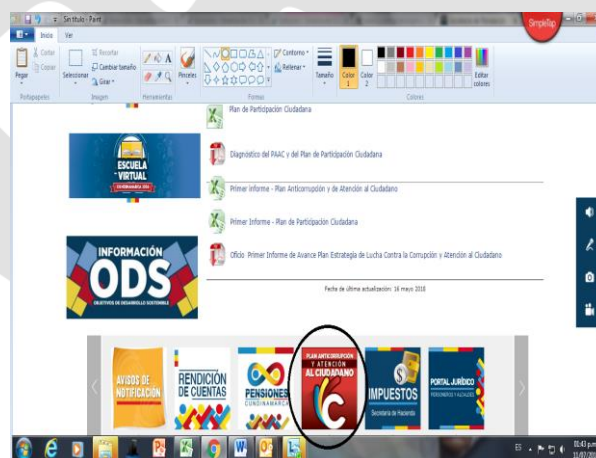 Sin título - Paint
SimpleTap
Inicio
Ver
Cortar
Copiar
Pegar
Portapapeles
Recortar
Cambiar tamaño
Girar
Seleccionar
Imagen
Herramientas
Pinceles
Contorno
Rellenar
Formas
Tamaño
Color 1
Color 2
Editar colores
Colores
Plan de Participación Ciudadana
ESCUELA
VIRTUAL
Diagnóstico del PAAC y del Plan de Participación Ciudadana
Primer informe - Plan Anticorrupción y de Atención al Ciudadano
Primer Informe - Plan de Participación Ciudadana
INFORMACIÓN
ODS
OBJETIVOS DE DESARROLLO SOSTENIBLE
Oficio Primer Informe de Avance Plan Estrategia de Lucha Contra la Corrupción y Atención al Ciudadano
Fecha de última actualización: 16 mayo 2018
AVISOS DE
NOTIFICACIÓN
RENDICIÓN
DE CUENTAS
PENSIONES
CUNDINAMARCA
PLAN ANTICORRUPCIÓN
Y ATENCIÓN
AL CIUDADANO
IMPUESTOS
Secretaría de Hacienda
PORTAL JURÍDICO
PERSONEROS Y ALCALDES
ES
01:43 p.m.